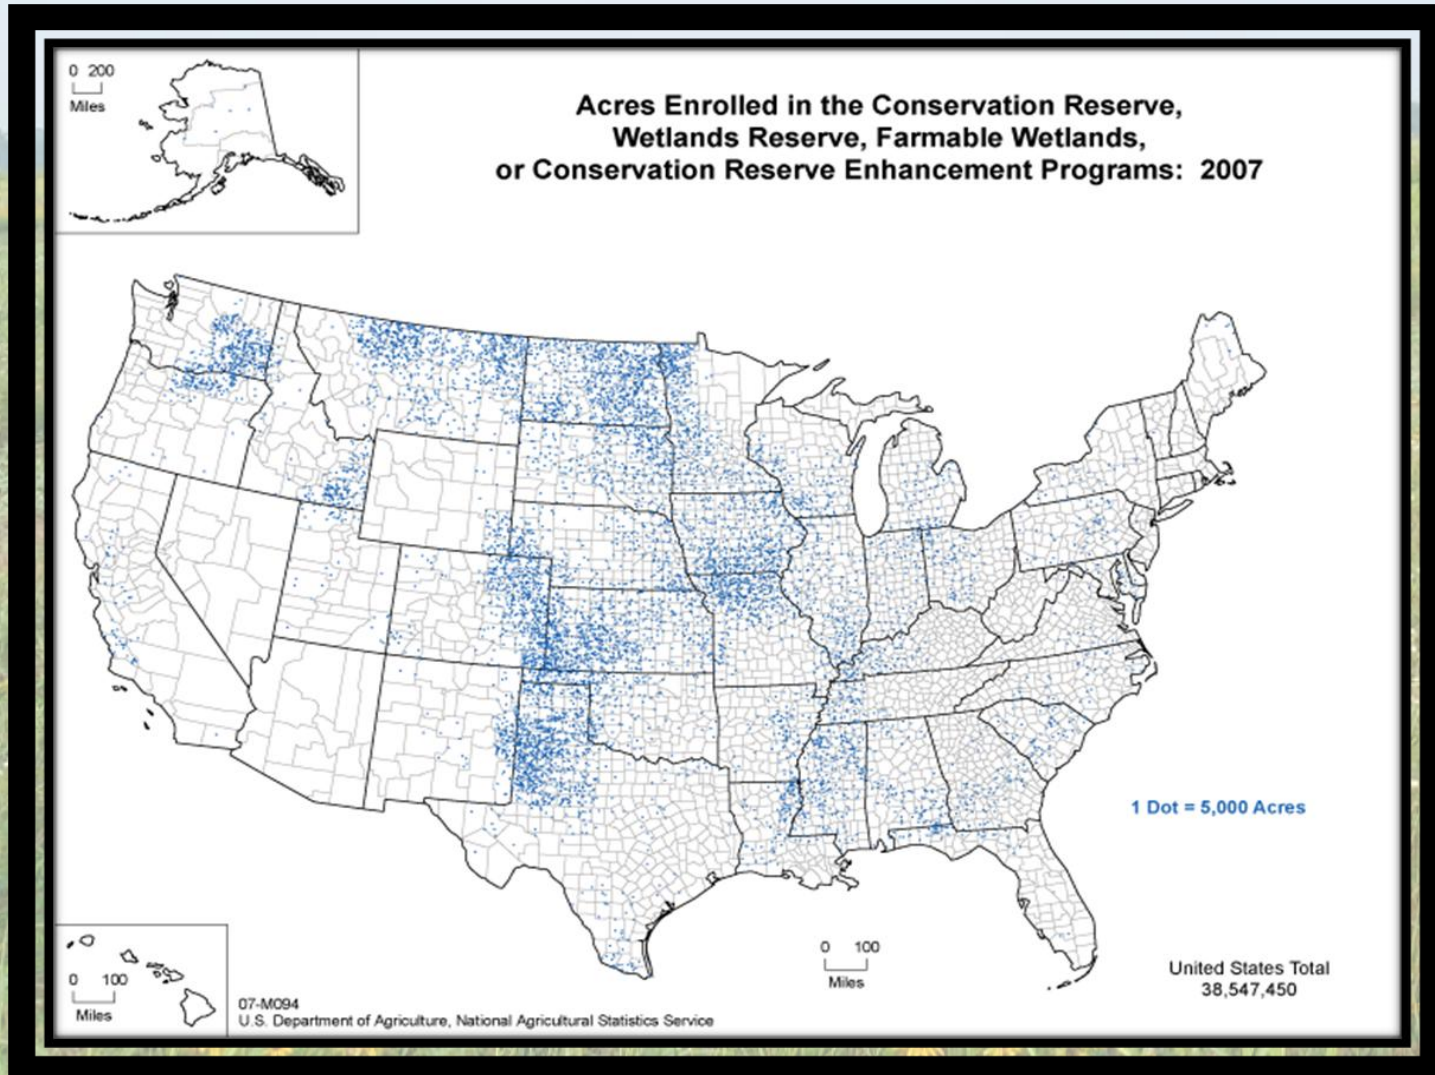 0 200
Miles
Acres Enrolled in the Conservation Reserve,
Wetlands Reserve, Farmable Wetlands,
or Conservation Reserve Enhancement Programs: 2007
1 Dot = 5,000 Acres
0 100
Miles
United States Total
38,547,450
0 100
Miles
07-M094
U.S. Department of Agriculture, National Agricultural Statistics Service